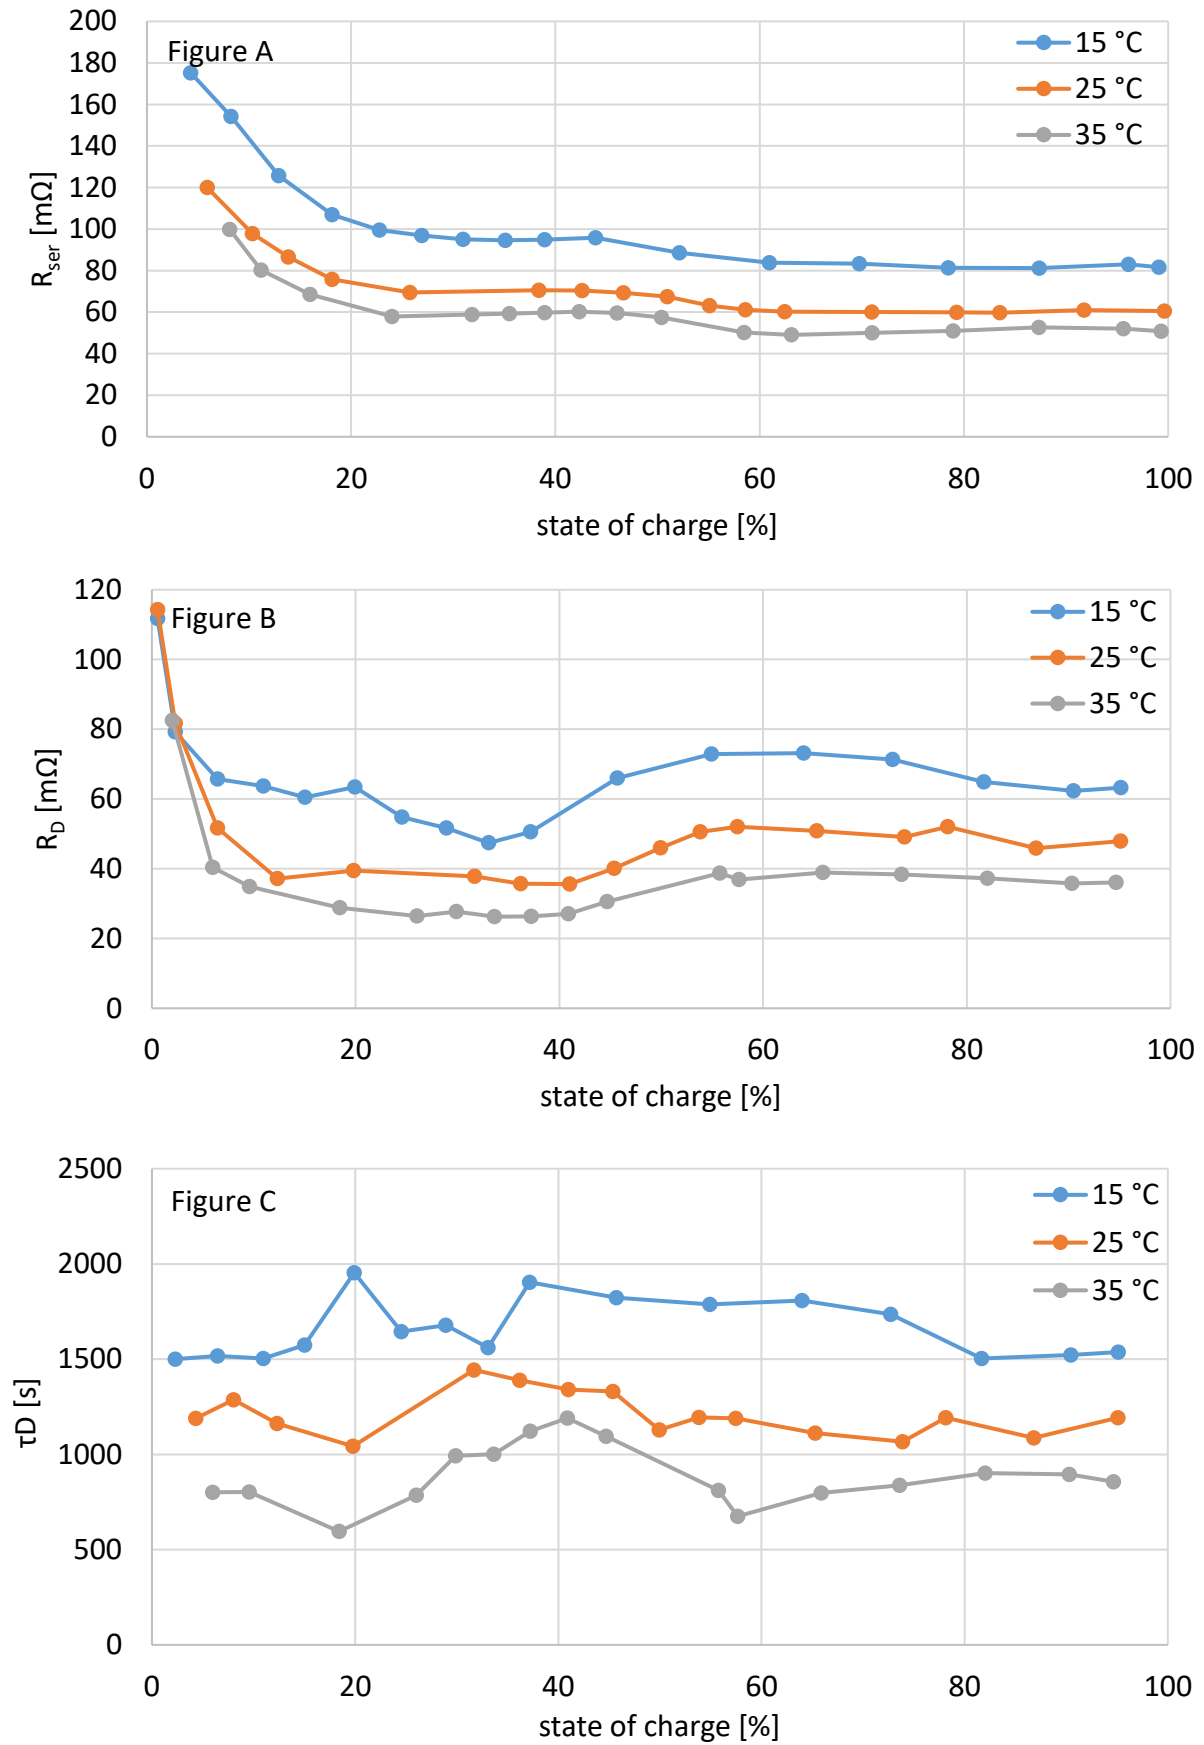 200
180
160
140
120
100
80
60
40
20
0
R_ser [mΩ]
Figure A
15 °C
25 °C
35 °C
0 20 40 60 80 100
state of charge [%]
120
100
80
60
40
20
0
R_D [mΩ]
Figure B
15 °C
25 °C
35 °C
0 20 40 60 80 100
state of charge [%]
2500
2000
1500
1000
500
0
τD [s]
Figure C
15 °C
25 °C
35 °C
0 20 40 60 80 100
state of charge [%]